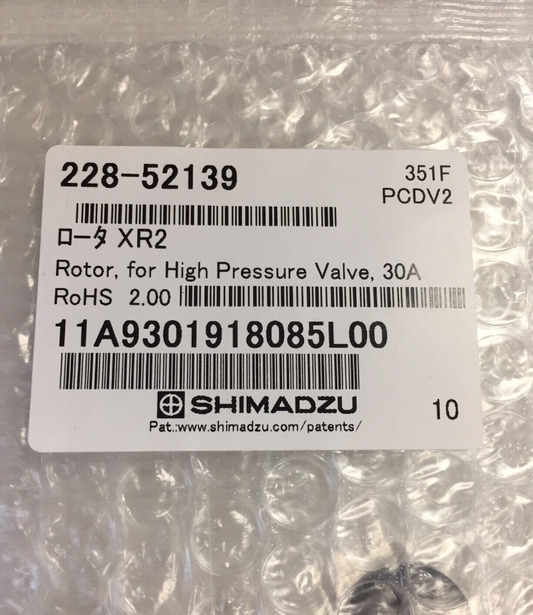 228-52139
351F
PCDV2
ロータ XR2
Rotor, for High Pressure Valve, 30A
RoHS 2.00
11A9301918085L00
SHIMADZU
10
Pat.:www.shimadzu.com/patents/